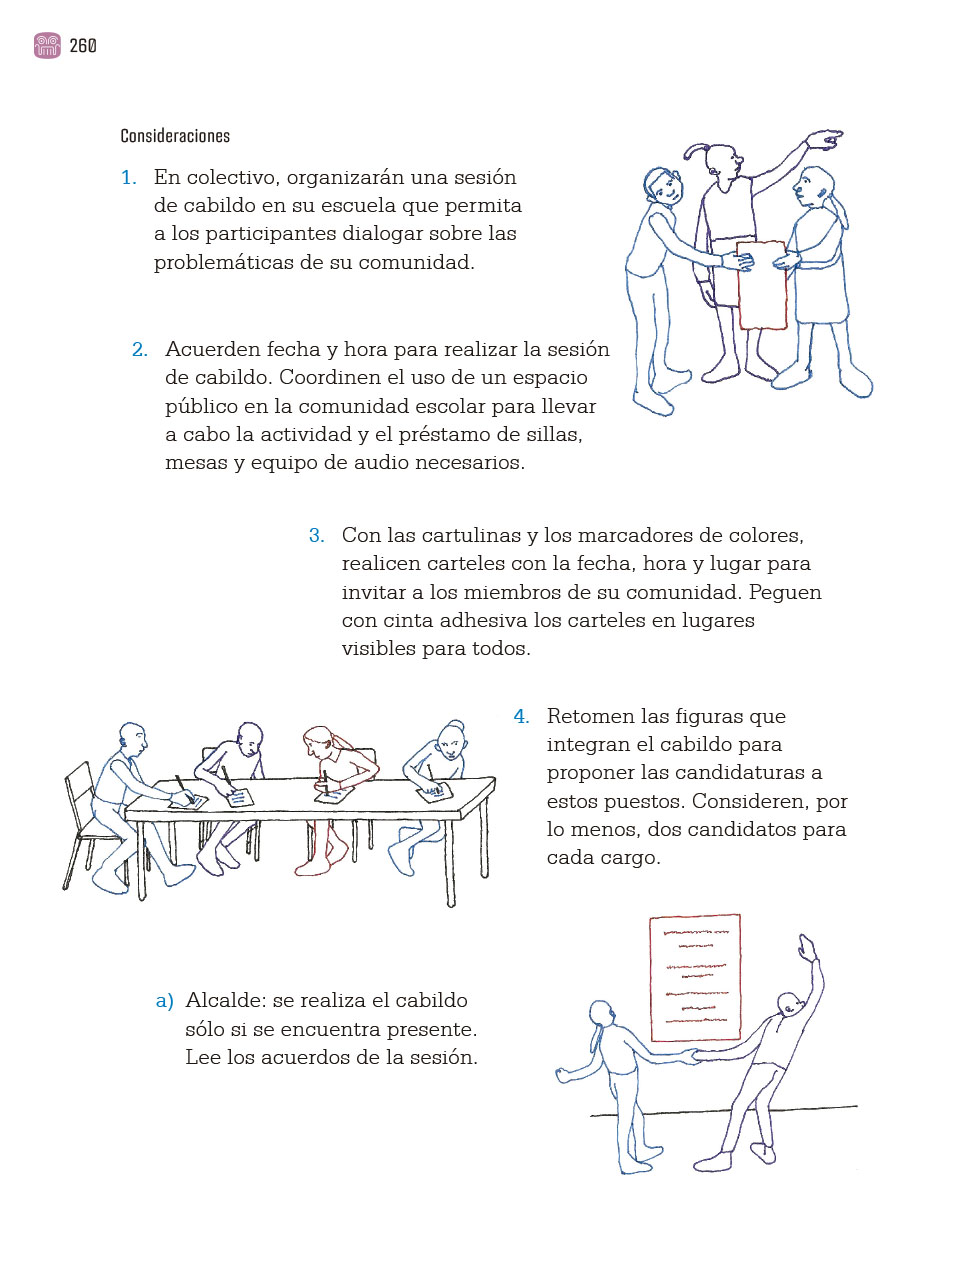 260
Consideraciones
1. En colectivo, organizarán una sesión
de cabildo en su escuela que permita
a los participantes dialogar sobre las
problemáticas de su comunidad.
2. Acuerden fecha y hora para realizar la sesión
de cabildo. Coordinen el uso de un espacio
público en la comunidad escolar para llevar
a cabo la actividad y el préstamo de sillas,
mesas y equipo de audio necesarios.
3. Con las cartulinas y los marcadores de colores,
realicen carteles con la fecha, hora y lugar para
invitar a los miembros de su comunidad. Peguen
con cinta adhesiva los carteles en lugares
visibles para todos.
4. Retomen las figuras que
integran el cabildo para
proponer las candidaturas a
estos puestos. Consideren, por
lo menos, dos candidatos para
cada cargo.
a) Alcalde: se realiza el cabildo
sólo si se encuentra presente.
Lee los acuerdos de la sesión.